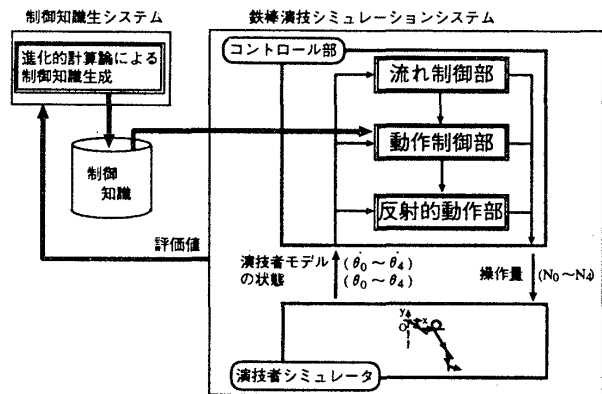 制御知識生システム
進化的計算論による
制御知識生成
制御
知識
評価値
鉄棒演技シミュレーションシステム
コントロール部
流れ制御部
動作制御部
反射的動作部
演技者モデル
の状態
(θ̇0～θ̇4)
(θ0～θ4)
操作量
(N0～N4)
y
x
O
演技者シミュレータ